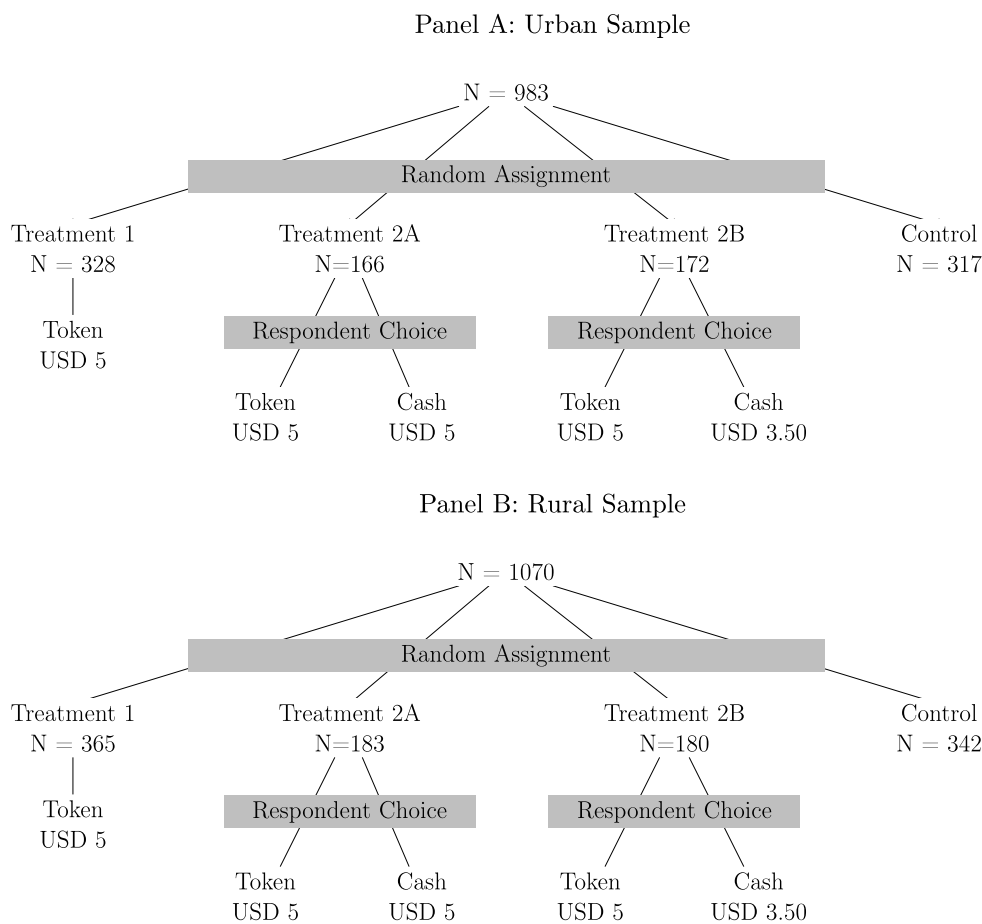 Panel A: Urban Sample
N = 983
Random Assignment
Treatment 1 Treatment 2A Treatment 2B Control
N = 328 N=166 N=172 N = 317
Token Respondent Choice Respondent Choice
USD 5
Token Cash Token Cash
USD 5 USD 5 USD 5 USD 3.50
Panel B: Rural Sample
N = 1070
Random Assignment
Treatment 1 Treatment 2A Treatment 2B Control
N = 365 N=183 N=180 N = 342
Token Respondent Choice Respondent Choice
USD 5
Token Cash Token Cash
USD 5 USD 5 USD 5 USD 3.50